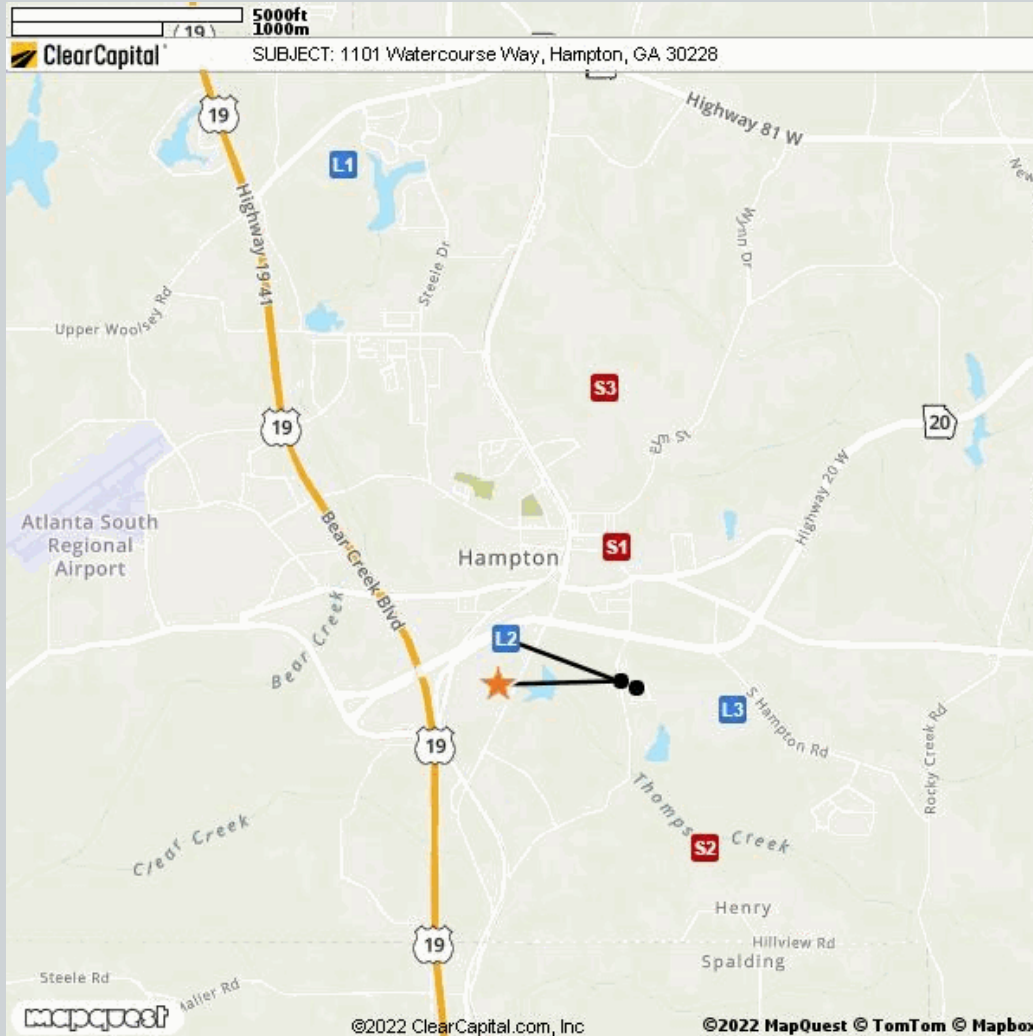 5000ft
1000m
( 19 )
ClearCapital
SUBJECT: 1101 Watercourse Way, Hampton, GA 30228
19
Highway 81 W
L1
Highway 19 41
Wynn Dr
Steele Dr
Upper Woolsey Rd
S3
19
20
Elm St
Highway 20 W
Atlanta South
Regional
Airport
Bear Creek Blvd
Hampton
S1
Bear Creek
L2
L3
S Hampton Rd
19
Rocky Creek Rd
Thomps Creek
Clear Creek
S2
Henry
19
Hillview Rd
Spalding
Steele Rd
mapquest
©2022 ClearCapital.com, Inc
©2022 MapQuest © TomTom © Mapbox